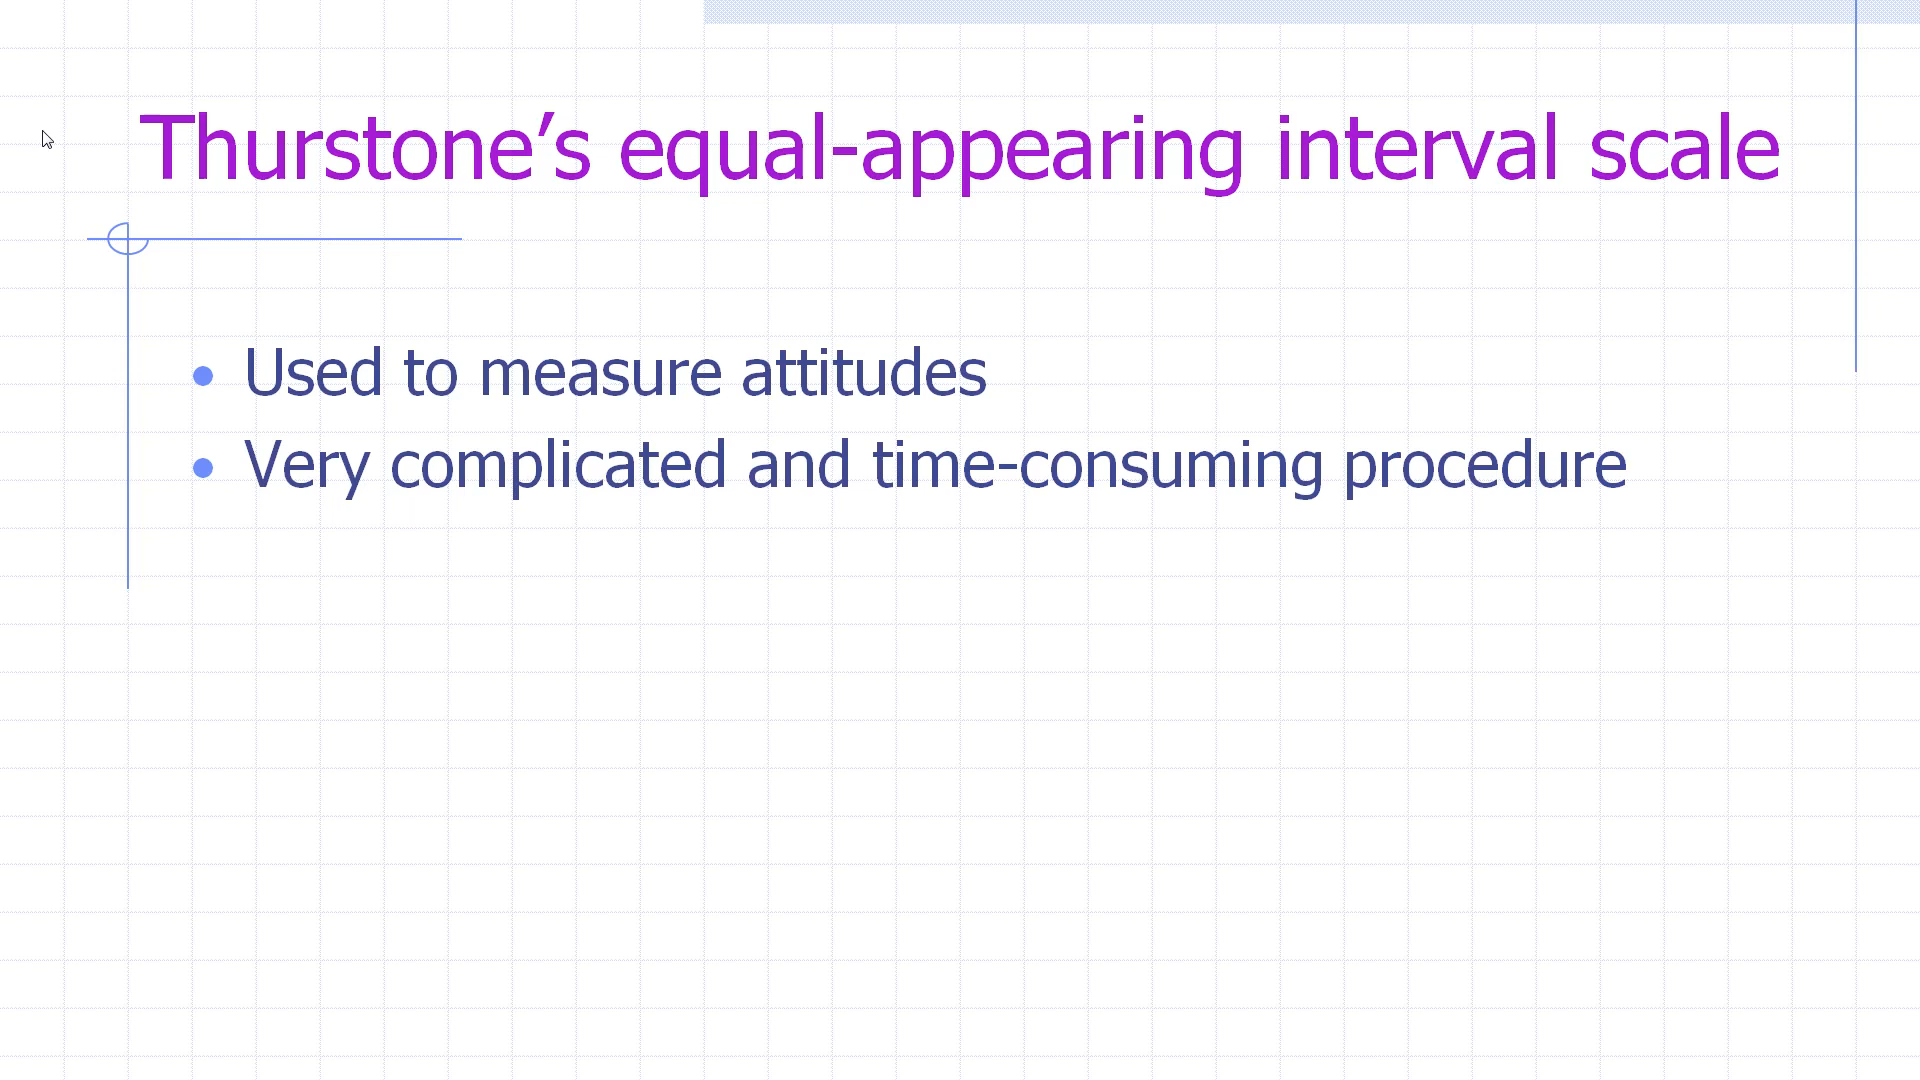 Thurstone’s equal-appearing interval scale
• Used to measure attitudes
• Very complicated and time-consuming procedure